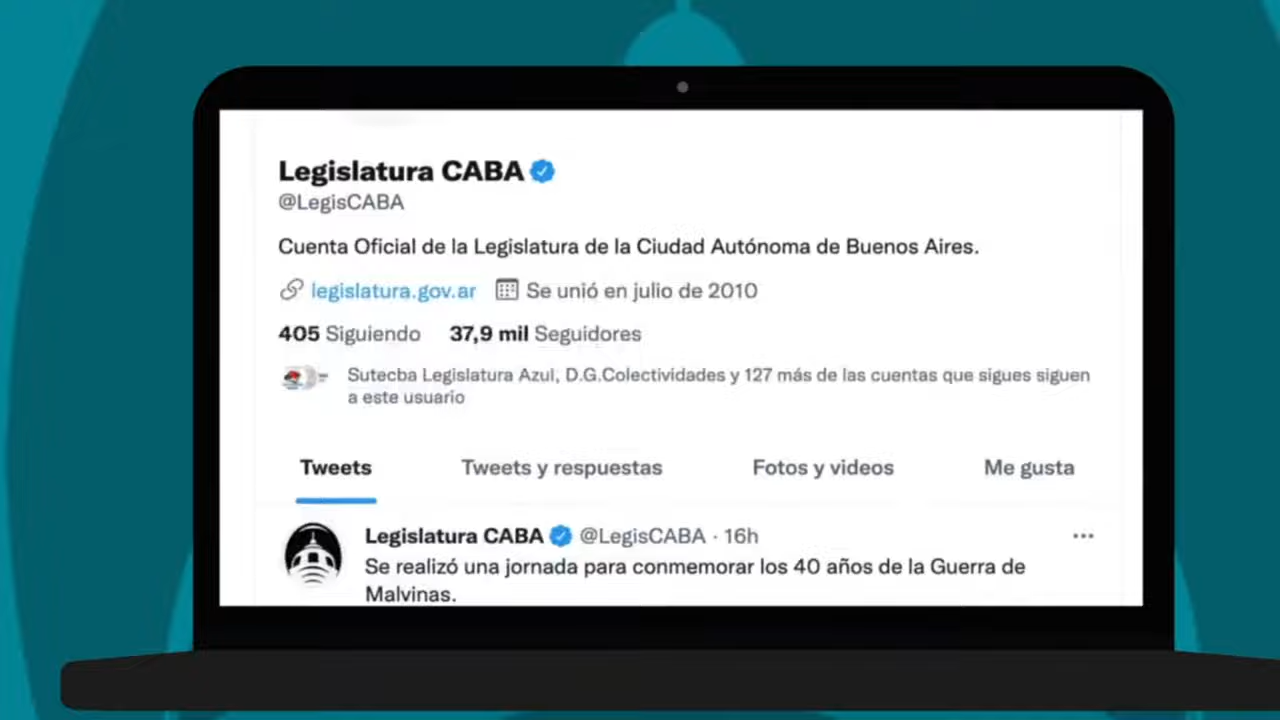 Legislatura CABA
@LegisCABA
Cuenta Oficial de la Legislatura de la Ciudad Autónoma de Buenos Aires.
legislatura.gov.ar Se unió en julio de 2010
405 Siguiendo 37,9 mil Seguidores
Sutecba Legislatura Azul, D.G.Colectividades y 127 más de las cuentas que sigues siguen
a este usuario
Tweets Tweets y respuestas Fotos y videos Me gusta
Legislatura CABA @LegisCABA · 16h
Se realizó una jornada para conmemorar los 40 años de la Guerra de
Malvinas.